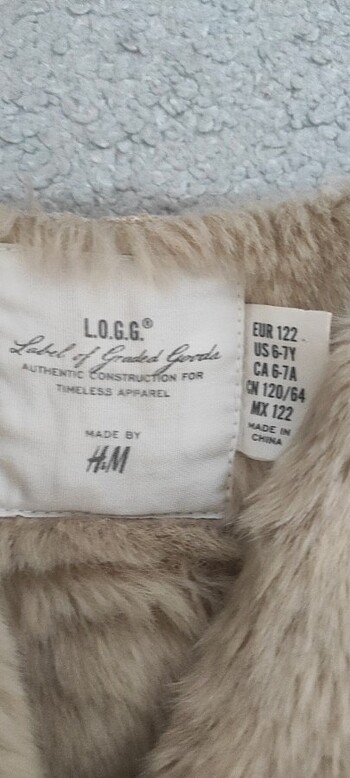 L.O.G.G.®
Label of Graded Goods
AUTHENTIC CONSTRUCTION FOR
TIMELESS APPAREL
MADE BY
H&M
EUR 122
US 6-7Y
CA 6-7A
CN 120/64
MX 122
MADE IN
CHINA